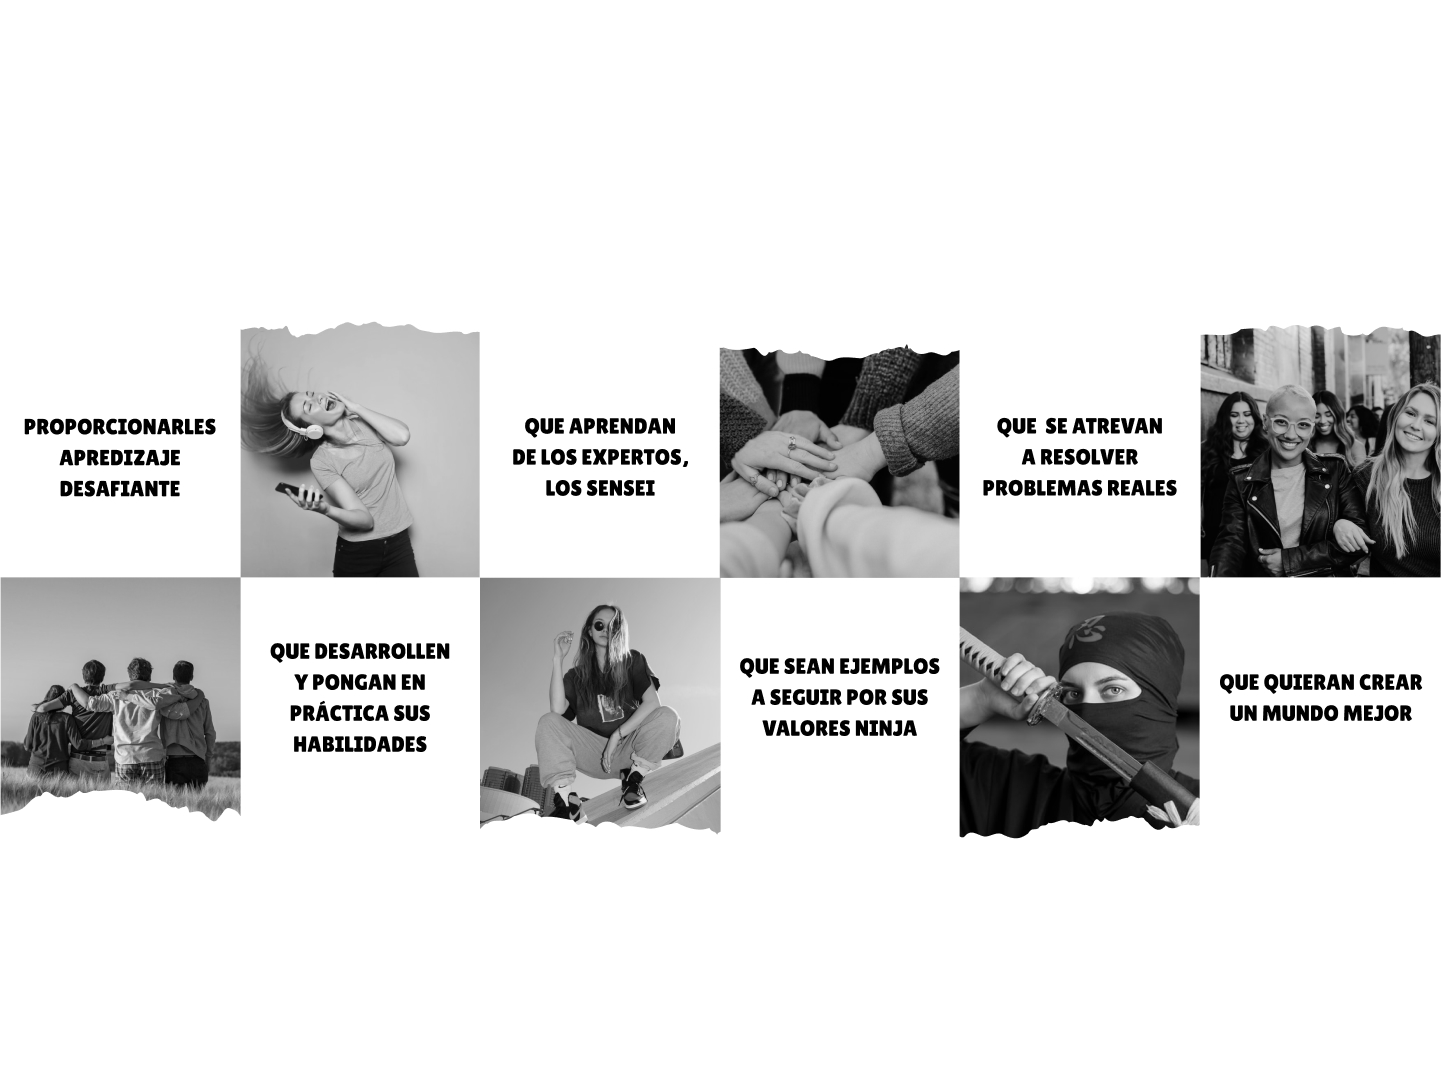 PROPORCIONARLES
APREDIZAJE
DESAFIANTE
QUE APRENDAN
DE LOS EXPERTOS,
LOS SENSEI
QUE SE ATREVAN
A RESOLVER
PROBLEMAS REALES
QUE DESARROLLEN
Y PONGAN EN
PRÁCTICA SUS
HABILIDADES
QUE SEAN EJEMPLOS
A SEGUIR POR SUS
VALORES NINJA
QUE QUIERAN CREAR
UN MUNDO MEJOR